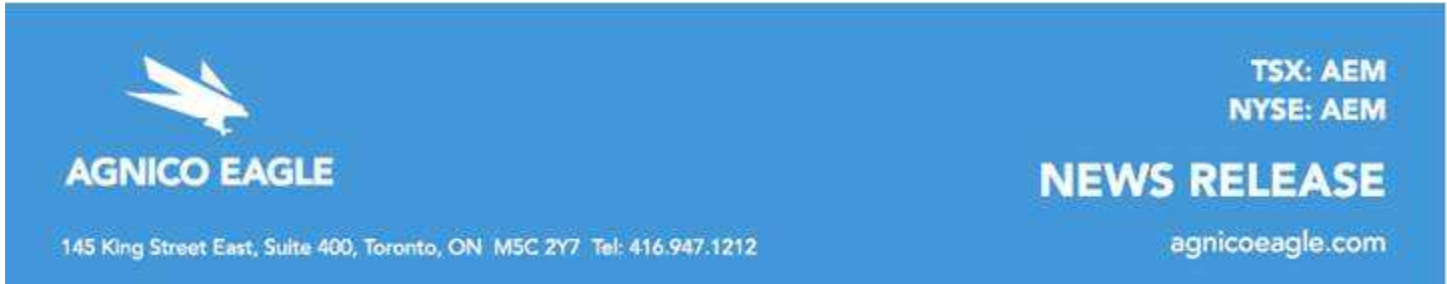 TSX: AEM
NYSE: AEM
AGNICO EAGLE
NEWS RELEASE
145 King Street East, Suite 400, Toronto, ON M5C 2Y7 Tel: 416.947.1212
agnicoeagle.com